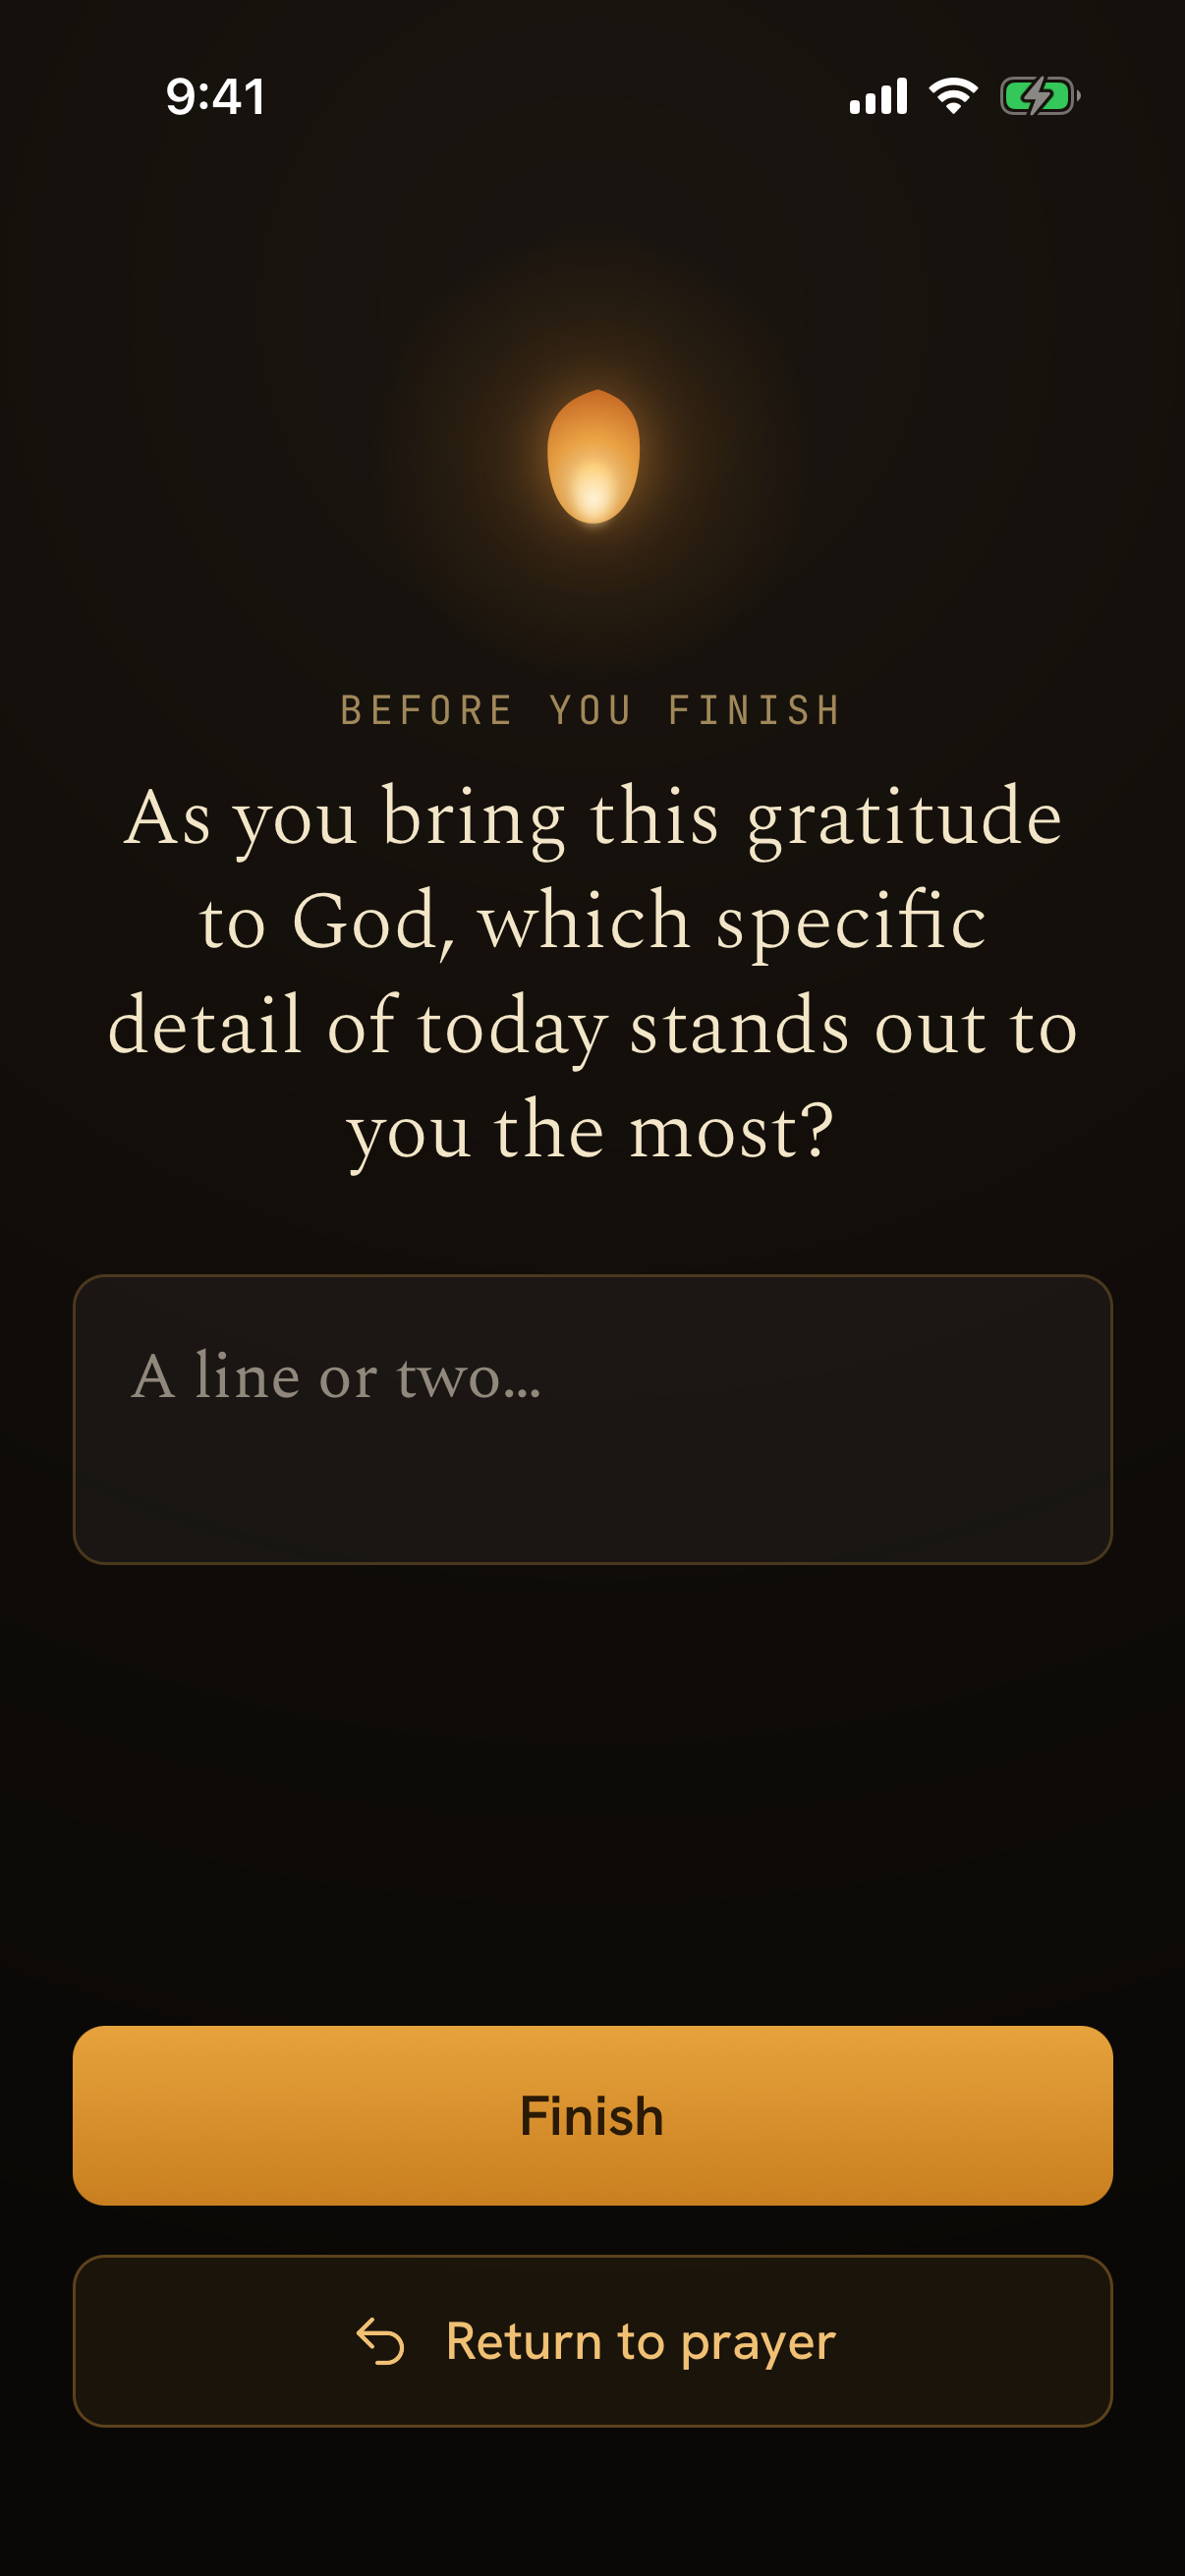 9:41
BEFORE YOU FINISH
As you bring this gratitude
to God, which specific
detail of today stands out to
you the most?
A line or two...
Finish
Return to prayer